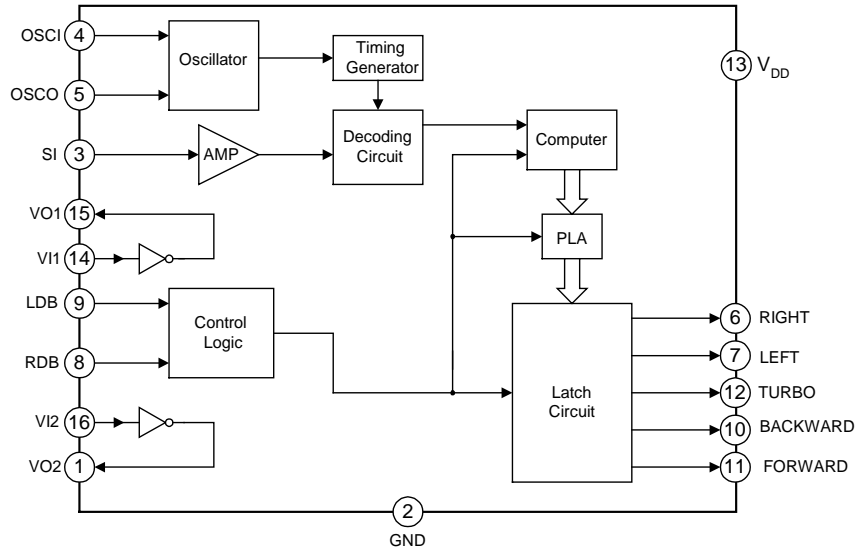 OSCI 4
Oscillator
Timing
Generator
13 VDD
OSCO 5
SI 3
AMP
Decoding
Circuit
Computer
VO1 15
VI1 14
PLA
LDB 9
RDB 8
Control
Logic
VI2 16
VO2 1
Latch
Circuit
6 RIGHT
7 LEFT
12 TURBO
10 BACKWARD
11 FORWARD
2
GND